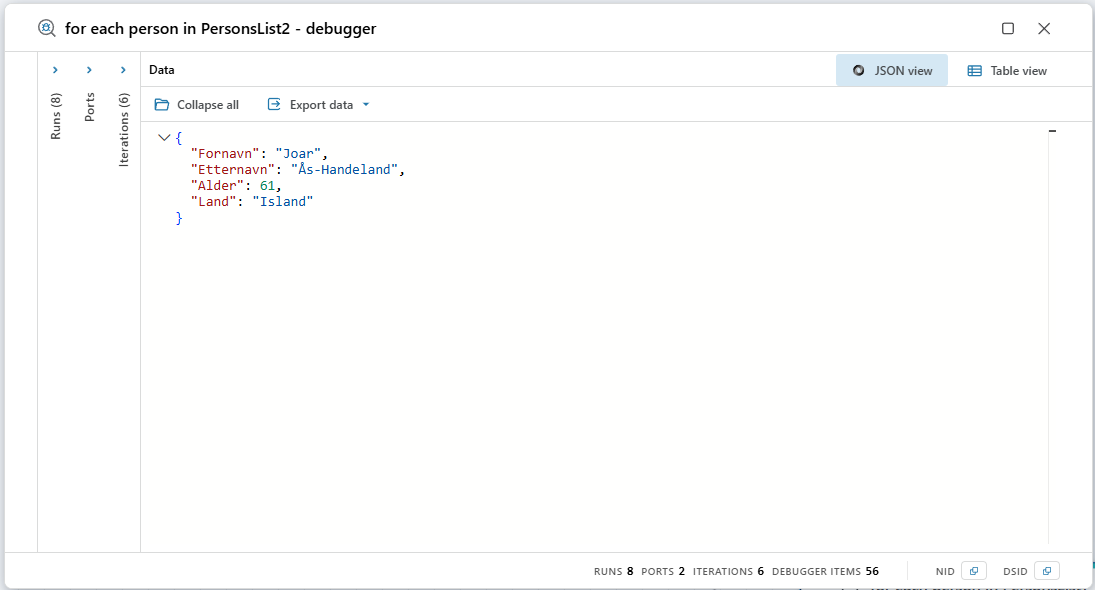 for each person in PersonsList2 - debugger
Runs (8)
Ports
Iterations (6)
Data
JSON view
Table view
Collapse all
Export data
{
"Fornavn": "Joar",
"Etternavn": "Ås-Handeland",
"Alder": 61,
"Land": "Island"
}
RUNS 8 PORTS 2 ITERATIONS 6 DEBUGGER ITEMS 56
NID
DSID